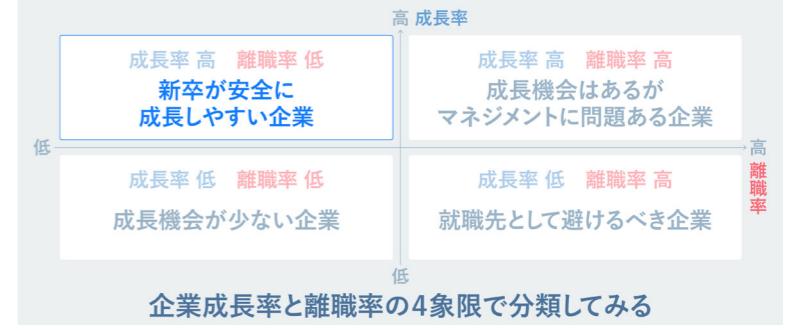 高 成長率
成長率 高 離職率 低
新卒が安全に
成長しやすい企業
成長率 高 離職率 高
成長機会はあるが
マネジメントに問題ある企業
低
高
離職率
成長率 低 離職率 低
成長機会が少ない企業
成長率 低 離職率 高
就職先として避けるべき企業
低
企業成長率と離職率の4象限で分類してみる